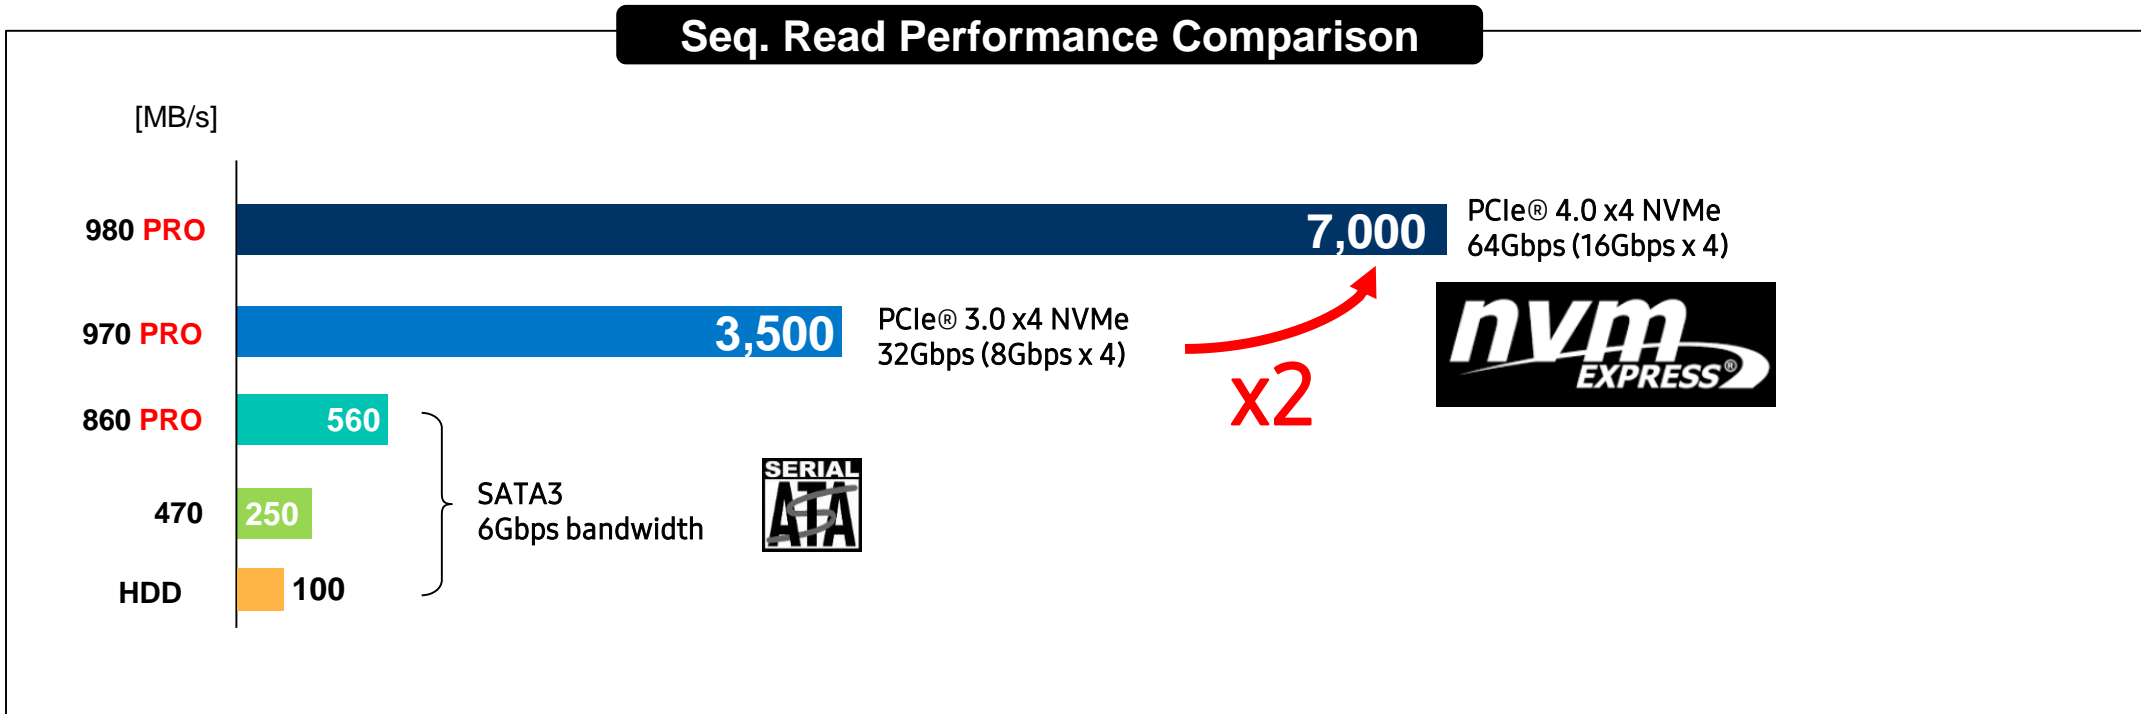 Seq. Read Performance Comparison
[MB/s]
980 PRO
7,000
PCIe® 4.0 x4 NVMe
64Gbps (16Gbps x 4)
970 PRO
3,500
PCIe® 3.0 x4 NVMe
32Gbps (8Gbps x 4)
x2
nvm
EXPRESS®
860 PRO
560
470
250
SATA3
6Gbps bandwidth
SERIAL
ATA
HDD
100